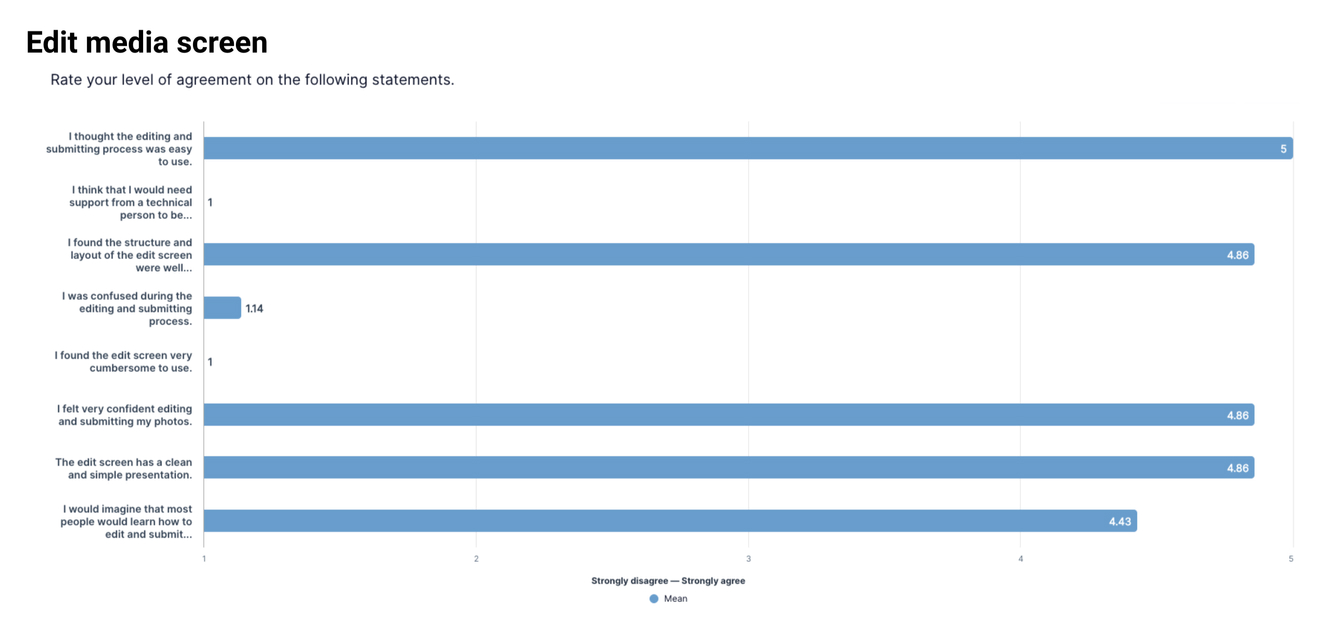 Edit media screen
Rate your level of agreement on the following statements.
I thought the editing and
submitting process was easy
to use.
5
I think that I would need
support from a technical
person to be...
1
I found the structure and
layout of the edit screen
were well...
4.86
I was confused during the
editing and submitting
process.
1.14
I found the edit screen very
cumbersome to use.
1
I felt very confident editing
and submitting my photos.
4.86
The edit screen has a clean
and simple presentation.
4.86
I would imagine that most
people would learn how to
edit and submit...
4.43
1 2 3 4 5
Strongly disagree — Strongly agree
Mean